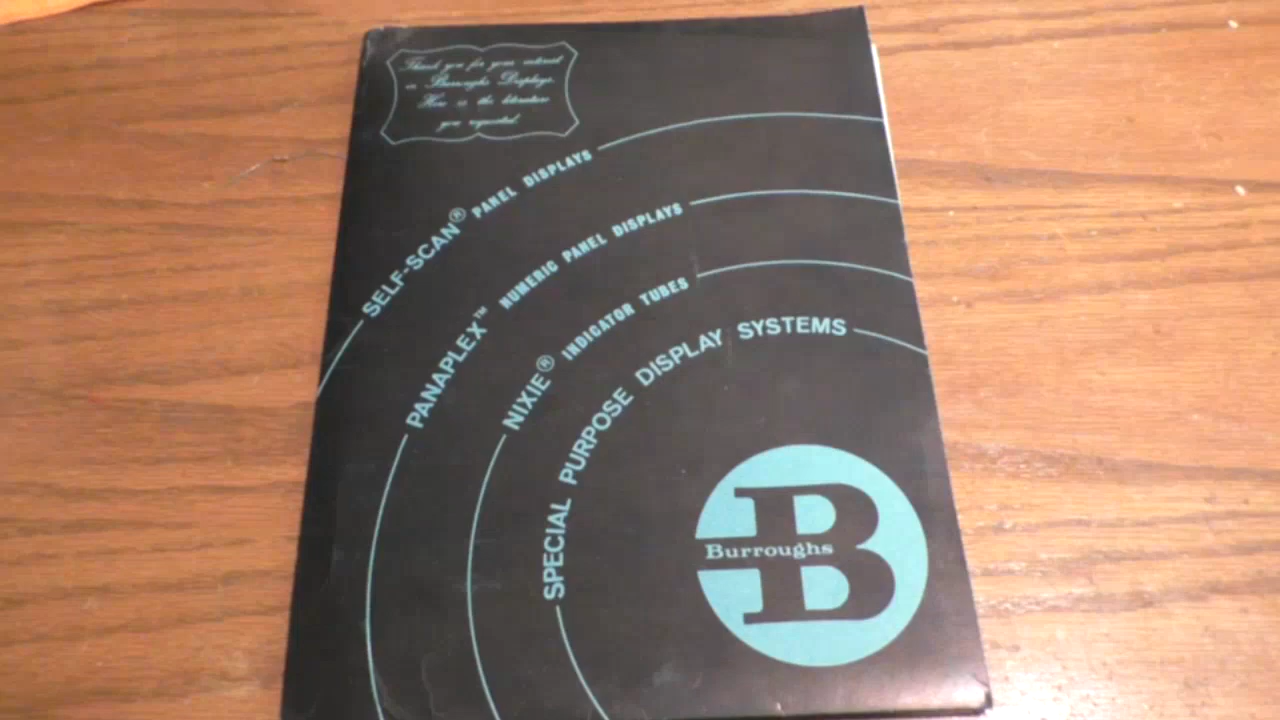 Thank you for your interest
in Burroughs Displays.
Here is the literature
you requested.
SELF-SCAN® PANEL DISPLAYS
PANAPLEX™ NUMERIC PANEL DISPLAYS
NIXIE® INDICATOR TUBES
SPECIAL PURPOSE DISPLAY SYSTEMS
B
Burroughs